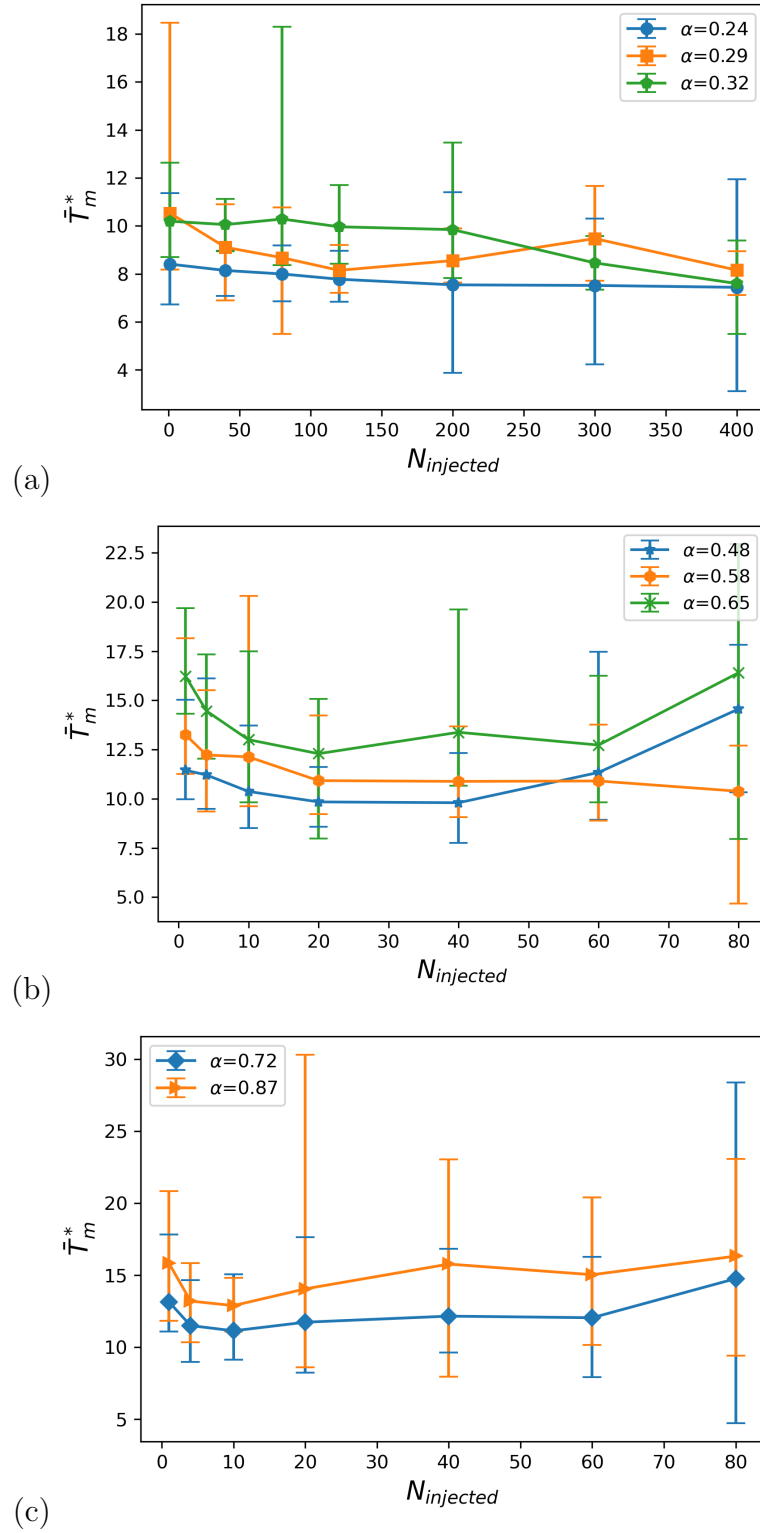 18
16
14
12
10
8
6
4
T̄*m
α=0.24
α=0.29
α=0.32
0 50 100 150 200 250 300 350 400
Ninjected
(a)
22.5
20.0
17.5
15.0
12.5
10.0
7.5
5.0
T̄*m
α=0.48
α=0.58
α=0.65
0 10 20 30 40 50 60 70 80
Ninjected
(b)
30
25
20
15
10
5
T̄*m
α=0.72
α=0.87
0 10 20 30 40 50 60 70 80
Ninjected
(c)